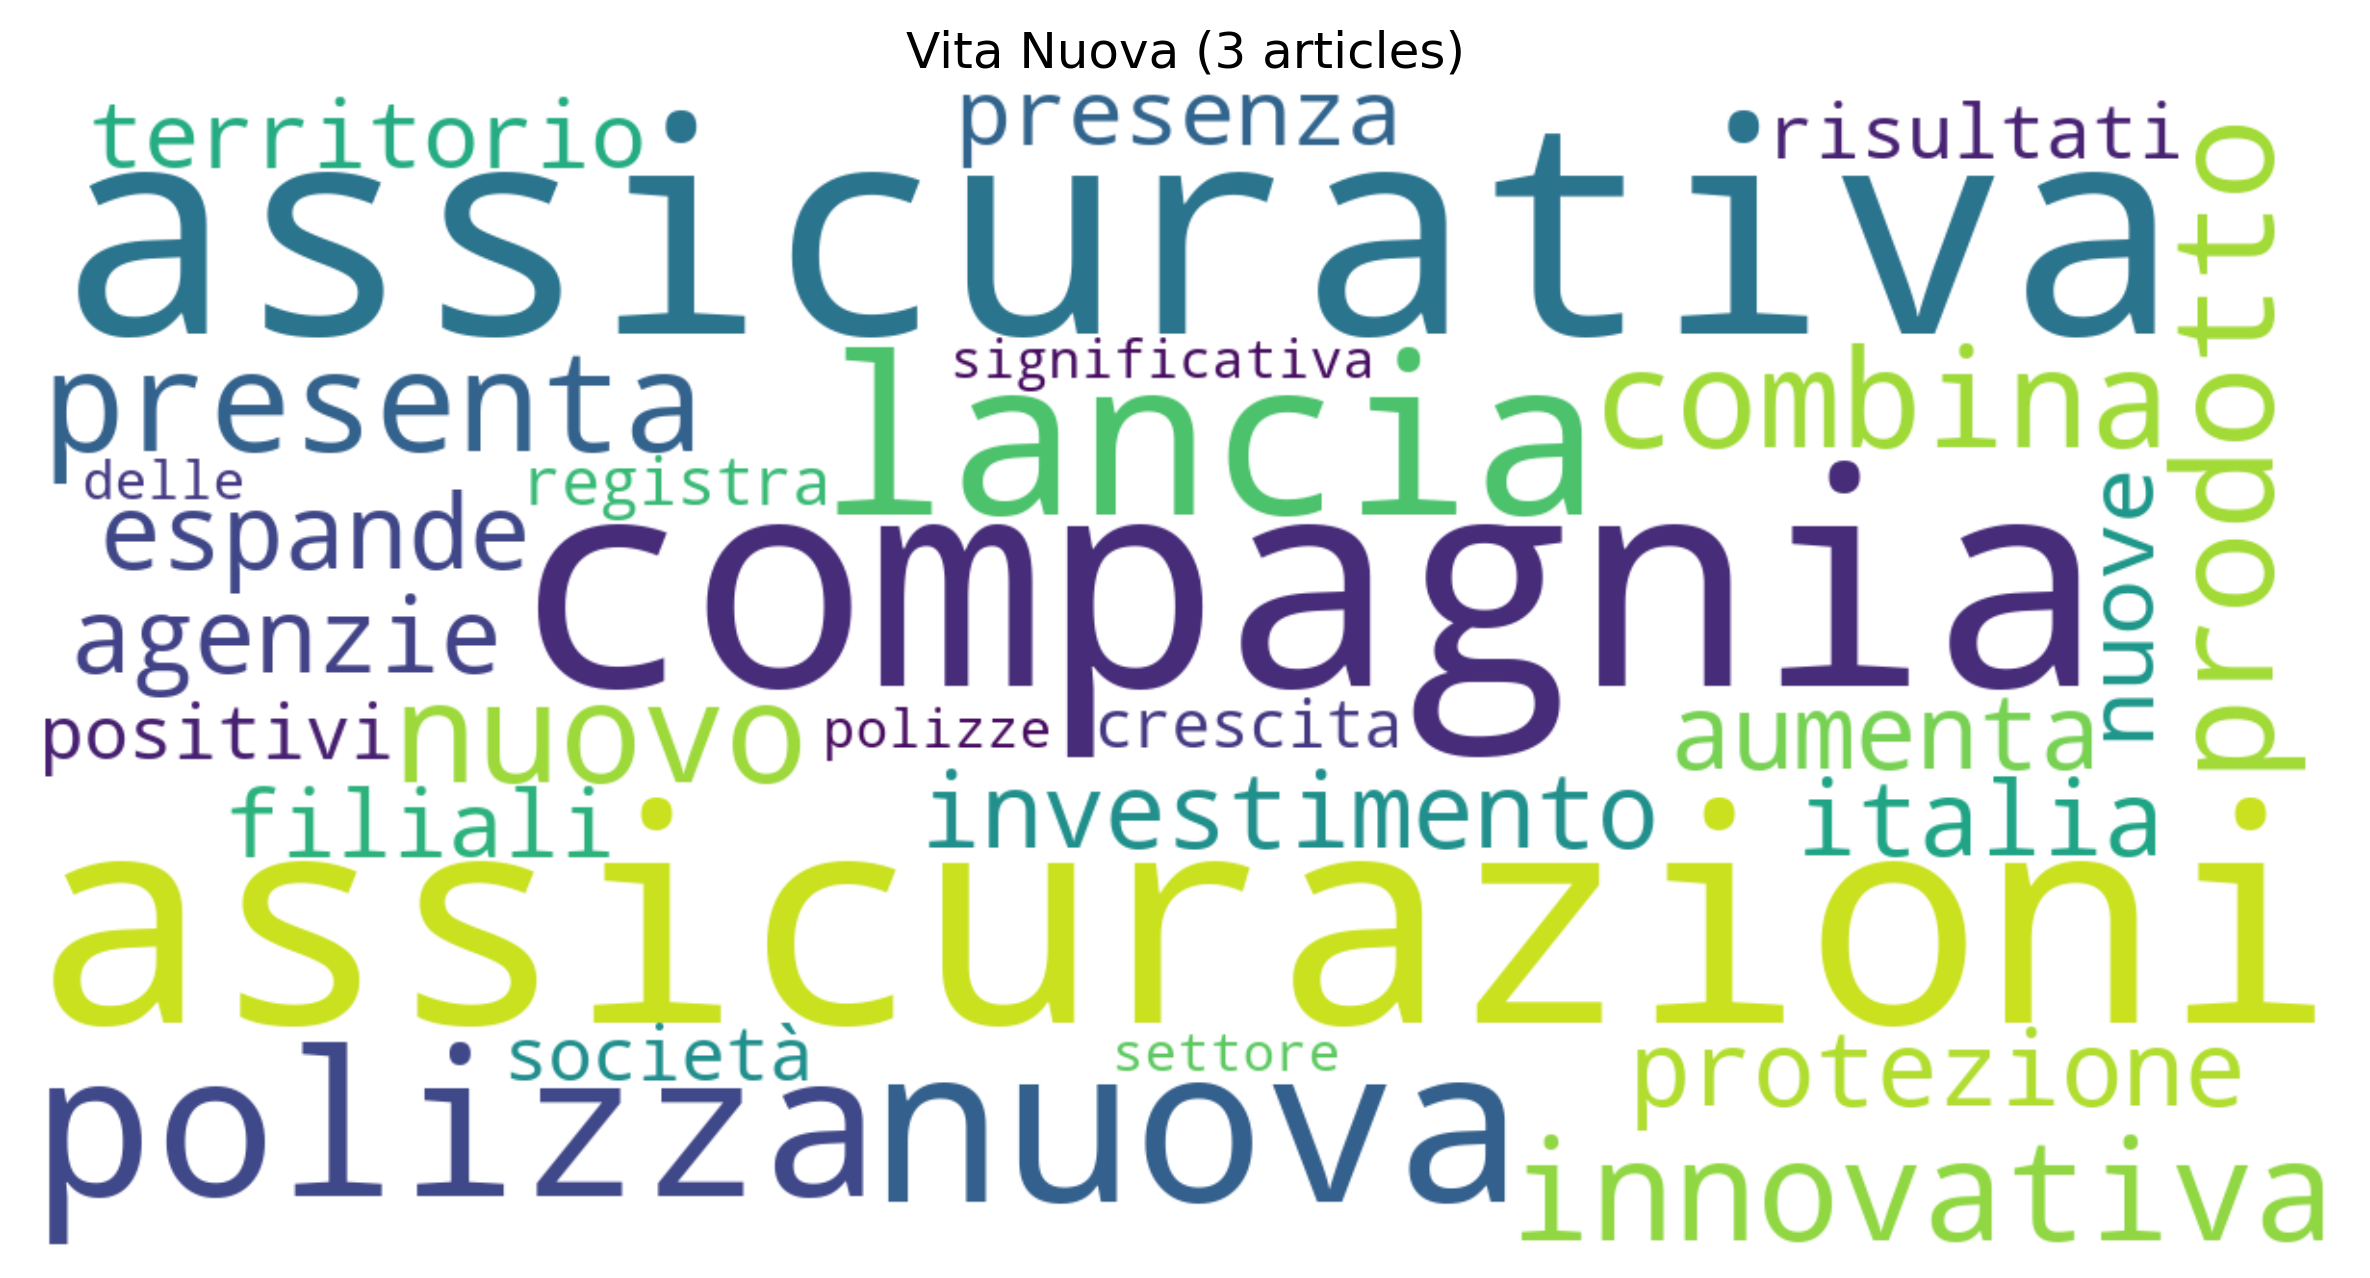 Vita Nuova (3 articles)
territorio
presenza
risultati
assicurativa
prodotto
significativa
presenta
lancia
combina
delle
registra
espande
compagnia
nuove
agenzie
positivi
nuovo
polizze
crescita
aumenta
filiali
investimento
italia
assicurazioni
società
settore
protezione
polizza
nuova
innovativa